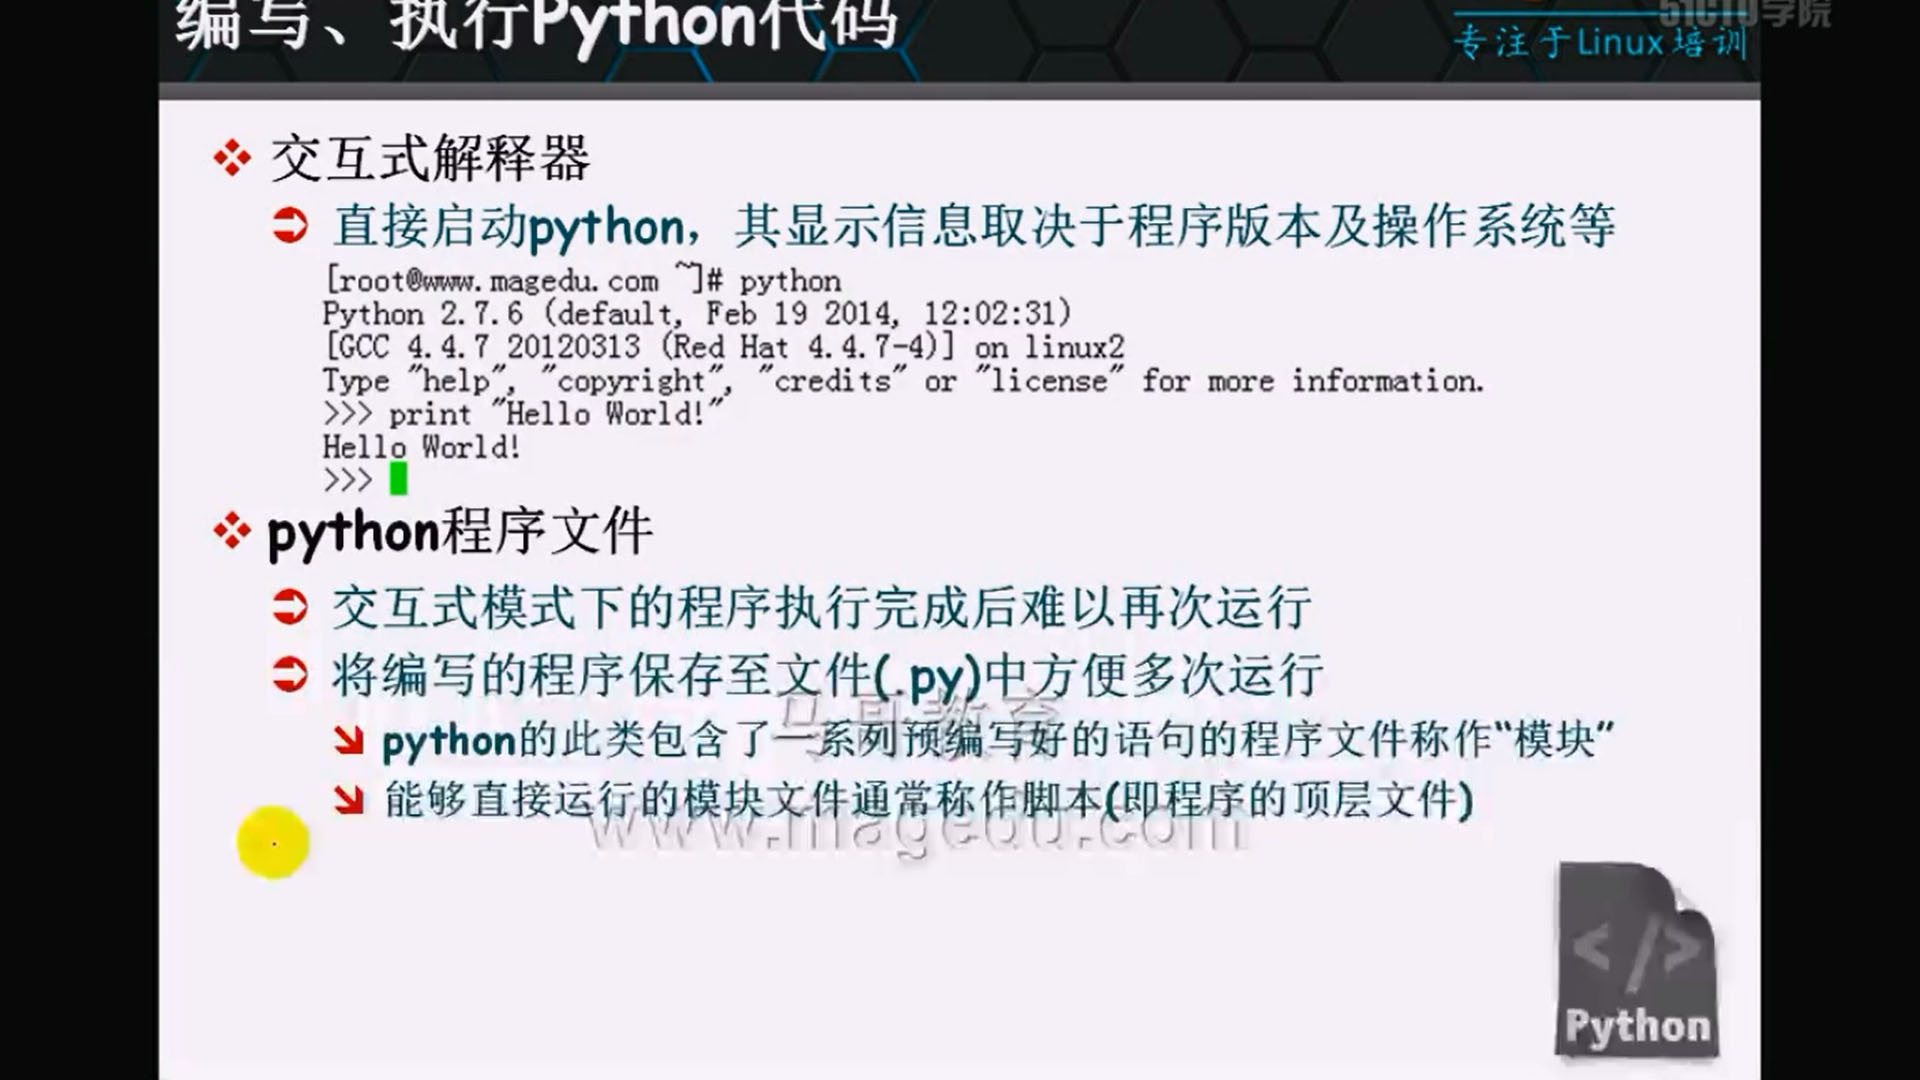 编写、执行Python代码
51CTO学院
专注于Linux培训
交互式解释器
直接启动python，其显示信息取决于程序版本及操作系统等
[root@www.magedu.com ~]# python
Python 2.7.6 (default, Feb 19 2014, 12:02:31)
[GCC 4.4.7 20120313 (Red Hat 4.4.7-4)] on linux2
Type "help", "copyright", "credits" or "license" for more information.
>>> print "Hello World!"
Hello World!
>>>
python程序文件
交互式模式下的程序执行完成后难以再次运行
将编写的程序保存至文件(.py)中方便多次运行
马哥教育
python的此类包含了一系列预编写好的语句的程序文件称作“模块”
能够直接运行的模块文件通常称作脚本(即程序的顶层文件)
www.magedu.com
</>
Python